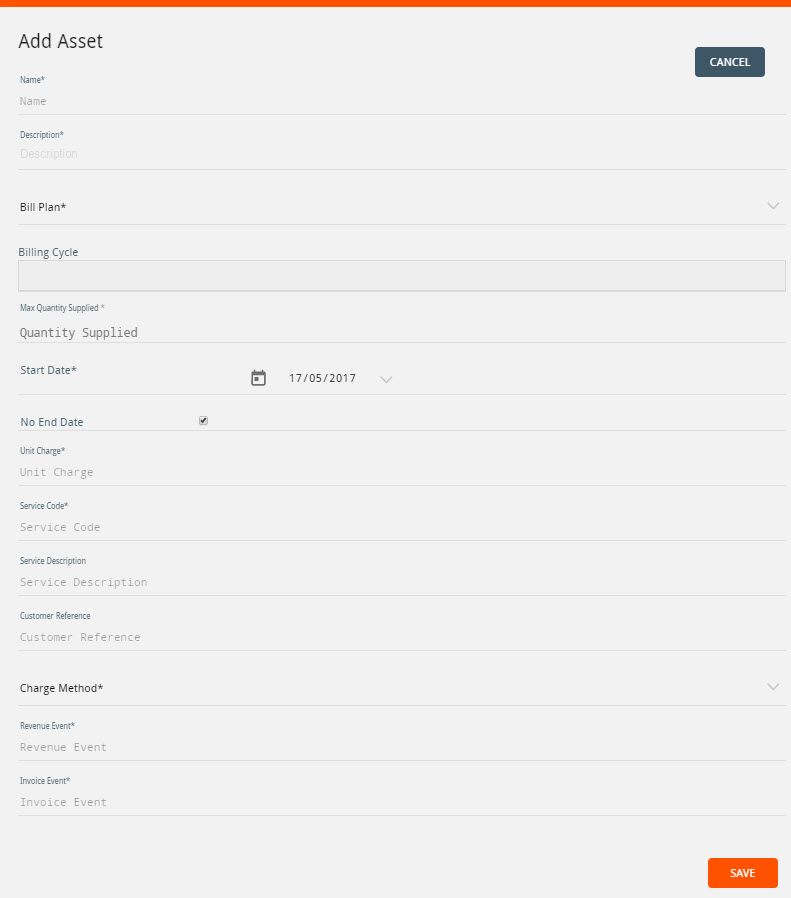 Add Asset
CANCEL
Name*
Name
Description*
Description
Bill Plan*
Billing Cycle
Max Quantity Supplied *
Quantity Supplied
Start Date*
17/05/2017
No End Date
Unit Charge*
Unit Charge
Service Code*
Service Code
Service Description
Service Description
Customer Reference
Customer Reference
Charge Method*
Revenue Event*
Revenue Event
Invoice Event*
Invoice Event
SAVE